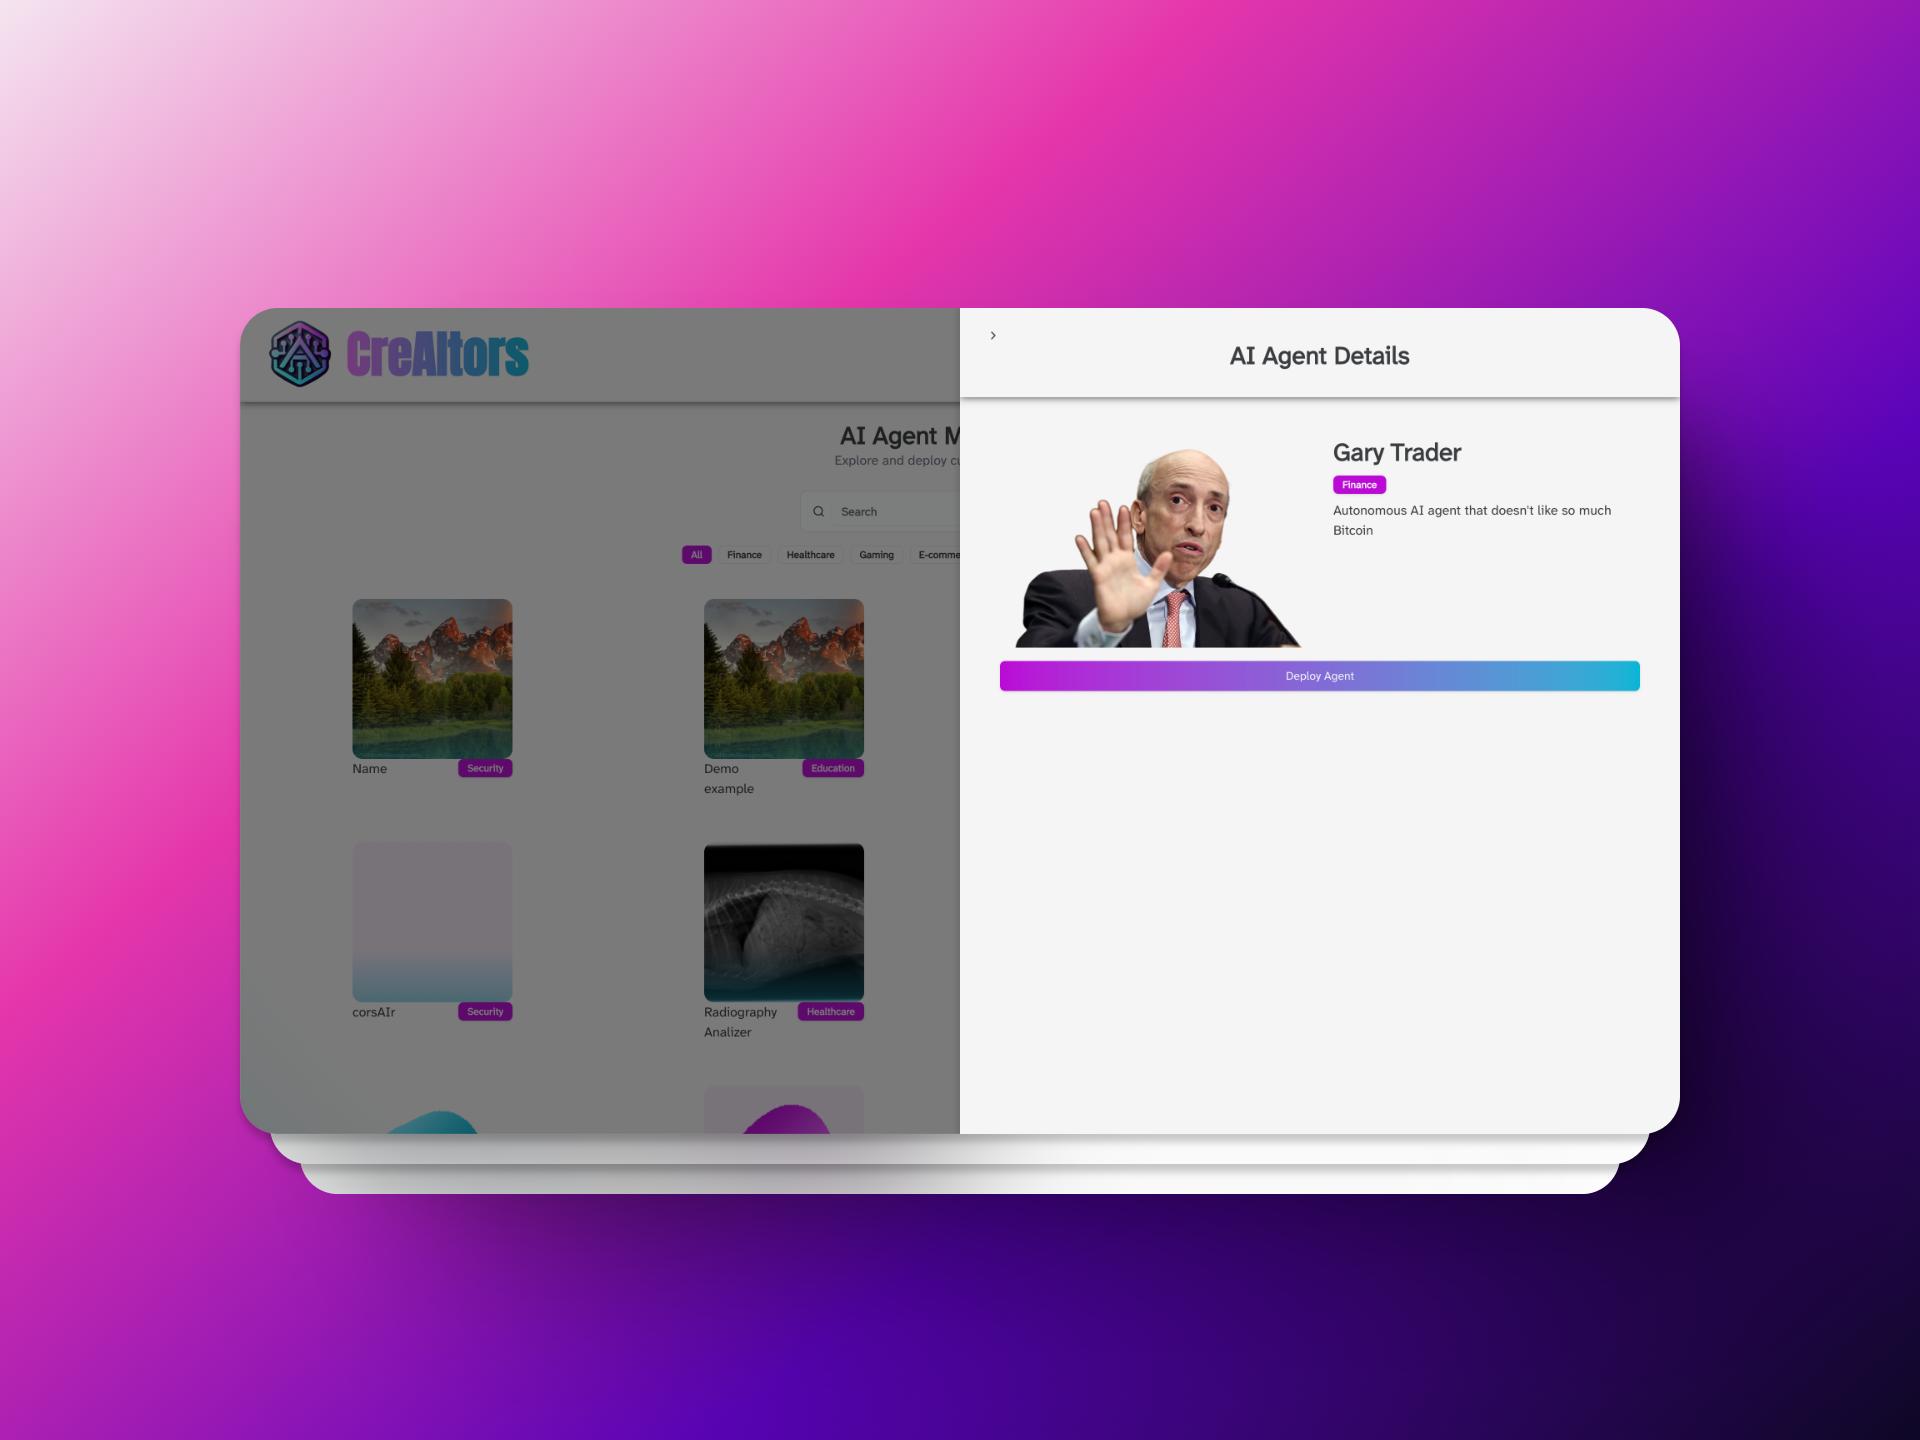 CreAItors
AI Agent M
Explore and deploy cu
Search
All
Finance
Healthcare
Gaming
E-comme
Name
Security
Demo
example
Education
corsAIr
Security
Radiography
Analizer
Healthcare
AI Agent Details
Gary Trader
Finance
Autonomous AI agent that doesn't like so much
Bitcoin
Deploy Agent